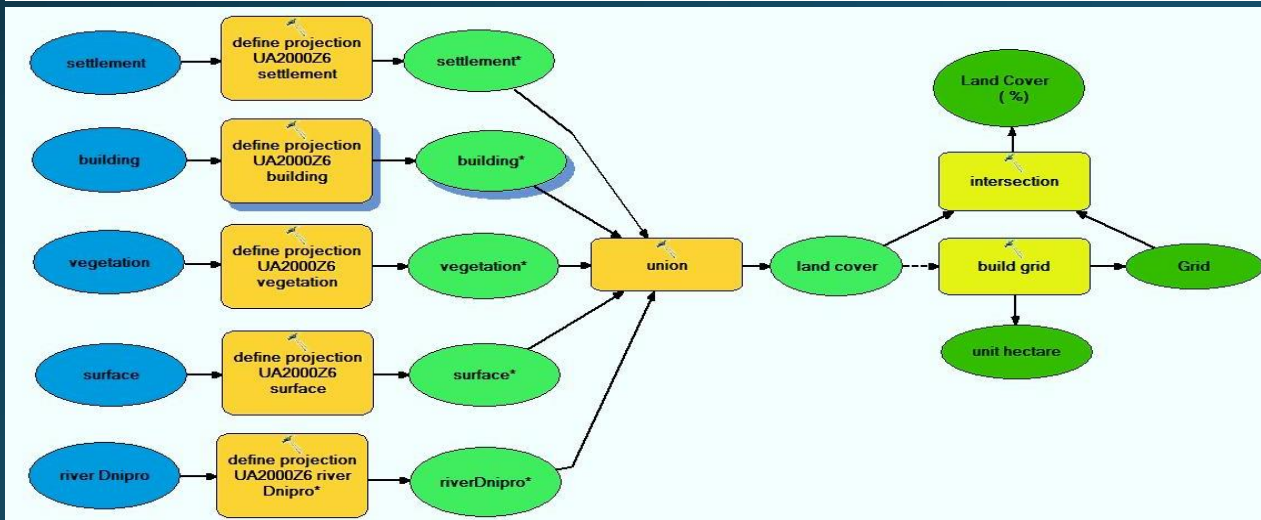 settlement
define projection
UA2000Z6
settlement
settlement*
building
define projection
UA2000Z6
building
building*
vegetation
define projection
UA2000Z6
vegetation
vegetation*
surface
define projection
UA2000Z6
surface
surface*
river Dnipro
define projection
UA2000Z6 river
Dnipro*
riverDnipro*
union
land cover
Land Cover
( %)
intersection
build grid
Grid
unit hectare